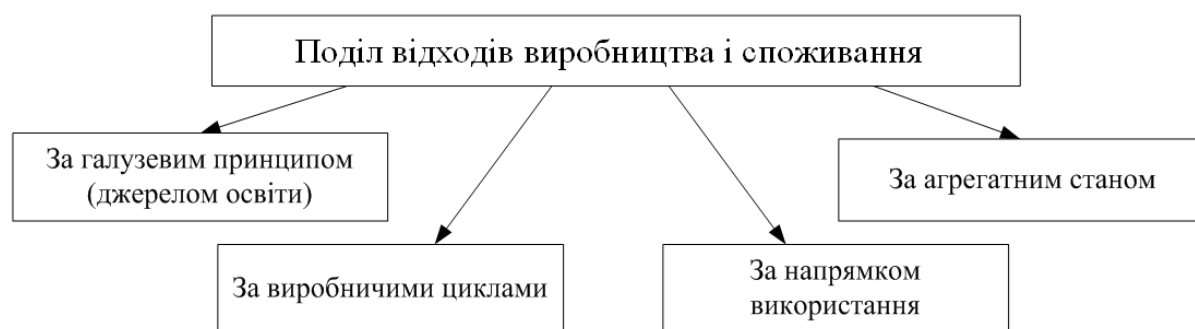 Поділ відходів виробництва і споживання
За галузевим принципом
(джерелом освіти)
За агрегатним станом
За виробничими циклами
За напрямком
використання